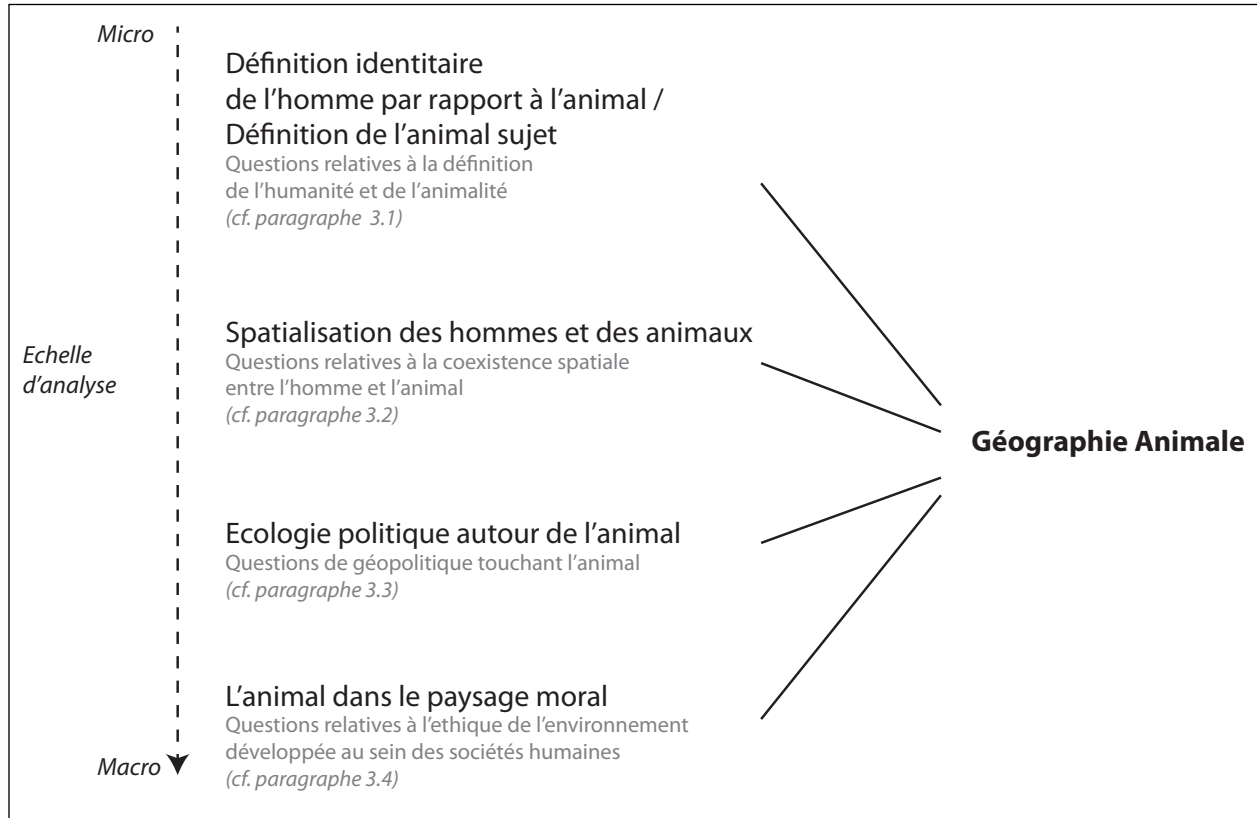 Micro
Définition identitaire
de l’homme par rapport à l’animal /
Définition de l’animal sujet
Questions relatives à la définition
de l’humanité et de l’animalité
(cf. paragraphe 3.1)
Spatialisation des hommes et des animaux
Questions relatives à la coexistence spatiale
entre l’homme et l’animal
(cf. paragraphe 3.2)
Echelle
d’analyse
Géographie Animale
Ecologie politique autour de l’animal
Questions de géopolitique touchant l’animal
(cf. paragraphe 3.3)
L’animal dans le paysage moral
Questions relatives à l’ethique de l’environnement
développée au sein des sociétés humaines
(cf. paragraphe 3.4)
Macro